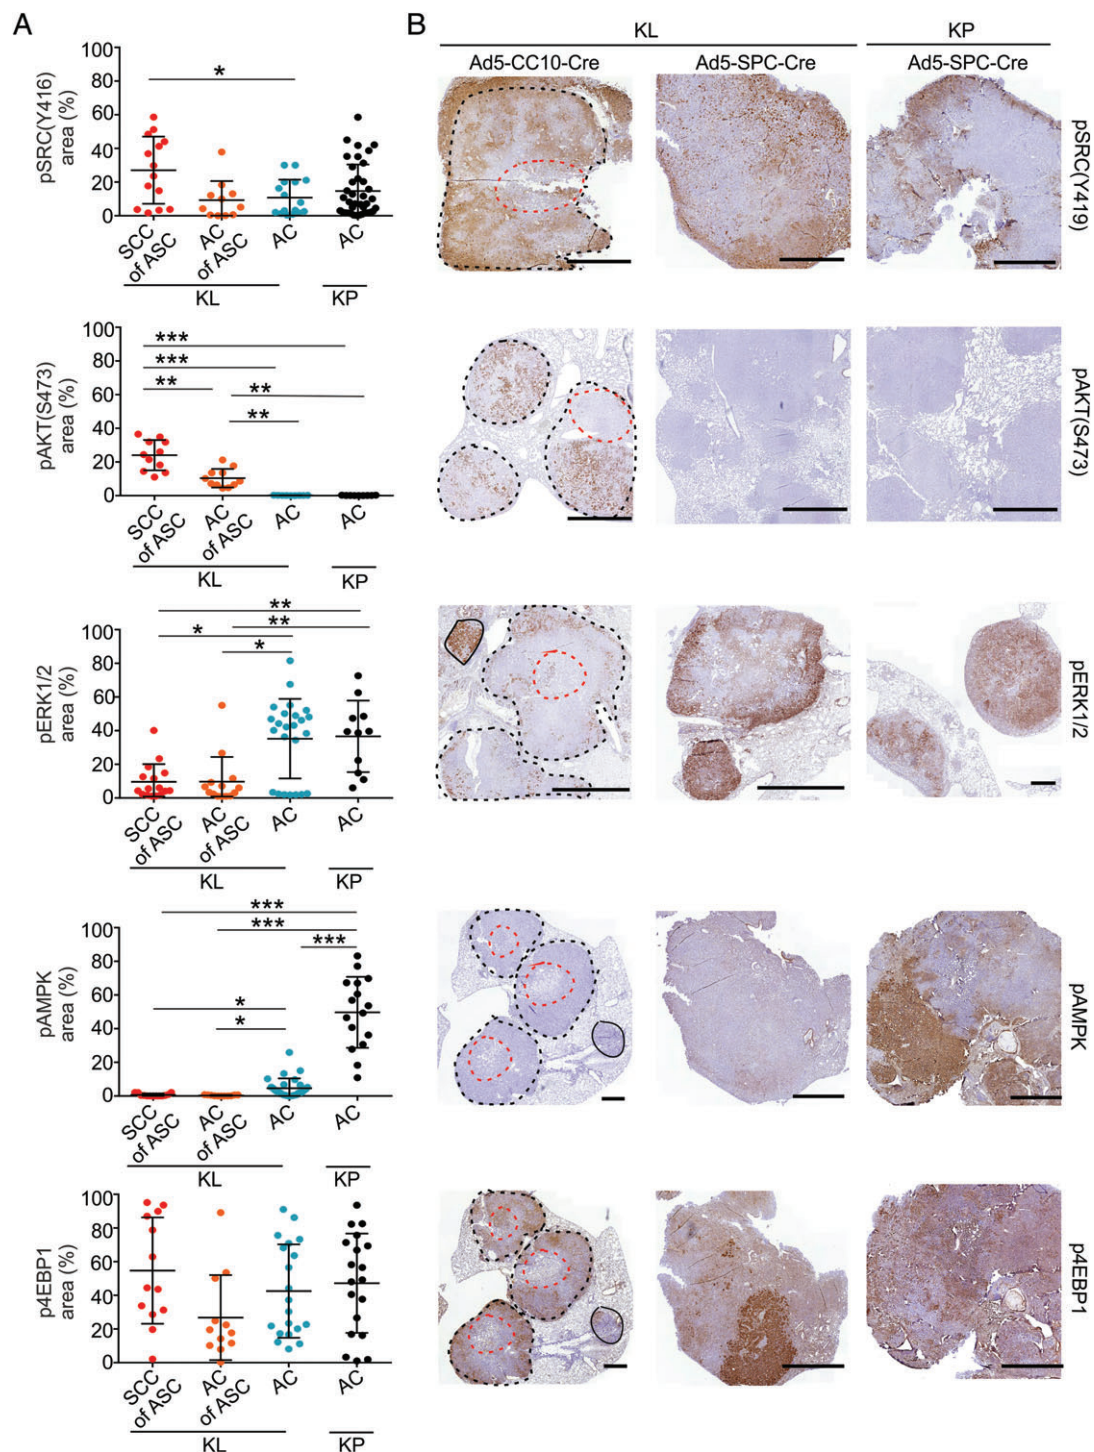 A
B
KL
KP
Ad5-CC10-Cre
Ad5-SPC-Cre
Ad5-SPC-Cre
pSRC(Y416)
area (%)
100
80
60
40
20
0
*
SCC
of ASC
AC
of ASC
AC
AC
KL
KP
pSRC(Y419)
pAKT(S473)
area (%)
100
80
60
40
20
0
***
***
**
**
**
SCC
of ASC
AC
of ASC
AC
AC
KL
KP
pAKT(S473)
pERK1/2
area (%)
100
80
60
40
20
0
**
**
*
*
SCC
of ASC
AC
of ASC
AC
AC
KL
KP
pERK1/2
pAMPK
area (%)
100
80
60
40
20
0
***
***
***
*
*
SCC
of ASC
AC
of ASC
AC
AC
KL
KP
pAMPK
p4EBP1
area (%)
100
80
60
40
20
0
SCC
of ASC
AC
of ASC
AC
AC
KL
KP
p4EBP1